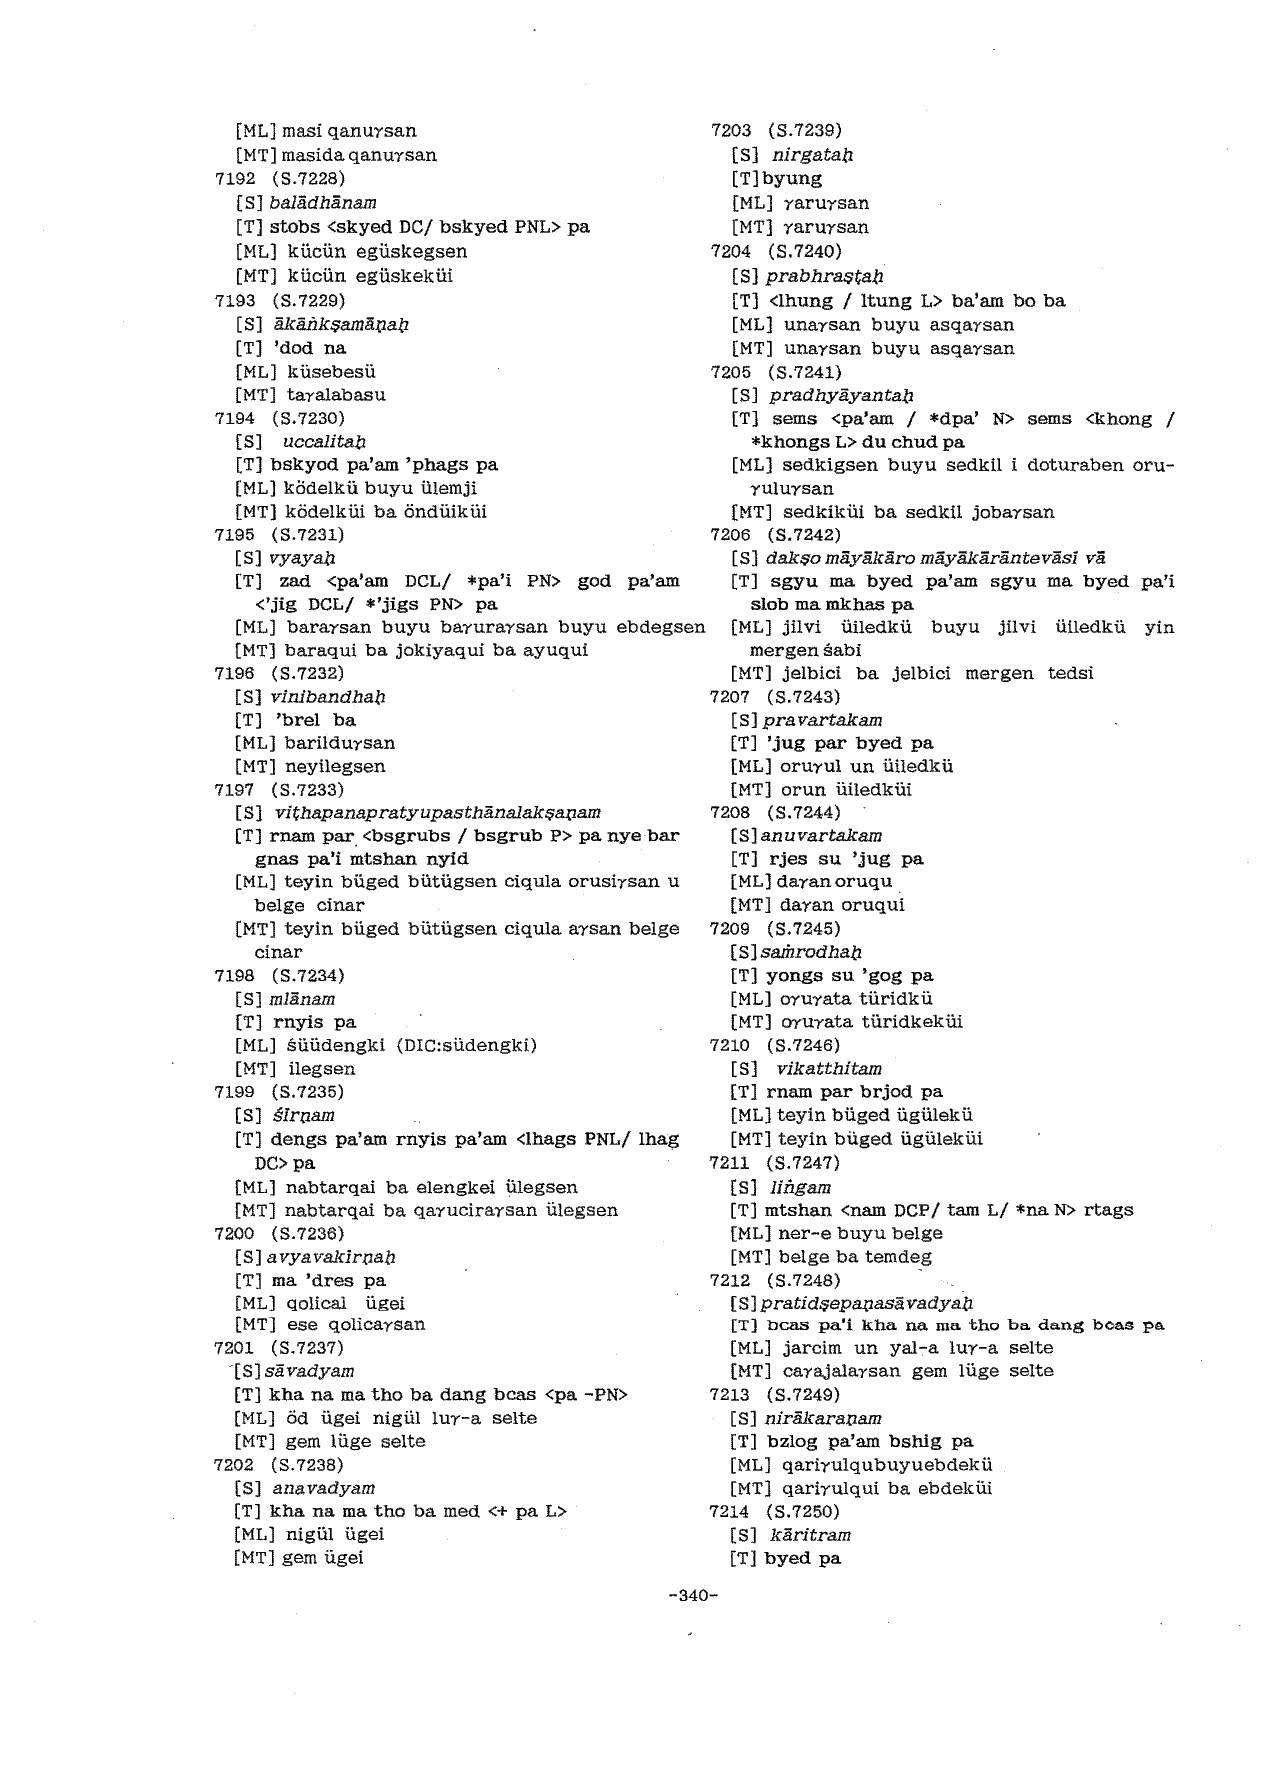 [ML] masi qanuγsan
[MT] masida qanuγsan
7192 (S.7228)
[S] balādhānam
[T] stobs <skyed DC/ bskyed PNL> pa
[ML] kücün egüskegsen
[MT] kücün egüskeküi
7193 (S.7229)
[S] ākāṅkṣamāṇaḥ
[T] 'dod na
[ML] küsebesü
[MT] taγalabasu
7194 (S.7230)
[S] uccalitaḥ
[T] bskyod pa'am 'phags pa
[ML] ködelkü buyu ülemji
[MT] ködelküi ba öndüiküi
7195 (S.7231)
[S] vyayaḥ
[T] zad <pa'am DCL/ *pa'i PN> god pa'am
<'jig DCL/ *'jigs PN> pa
[ML] baraγsan buyu baγuraγsan buyu ebdegsen
[MT] baraqui ba jokiyaqui ba ayuqui
7196 (S.7232)
[S] vinibandhaḥ
[T] 'brel ba
[ML] barilduγsan
[MT] neyilegsen
7197 (S.7233)
[S] viṭhapanapratyupasthānalakṣaṇam
[T] rnam par <bsgrubs / bsgrub P> pa nye bar
gnas pa'i mtshan nyid
[ML] teyin büged bütügsen ciqula orusiγsan u
belge cinar
[MT] teyin büged bütügsen ciqula aγsan belge
cinar
7198 (S.7234)
[S] mlānam
[T] rnyis pa
[ML] śüüdengki (DIC:südengki)
[MT] ilegsen
7199 (S.7235)
[S] śīrṇam
[T] dengs pa'am rnyis pa'am <lhags PNL/ lhag
DC> pa
[ML] nabtarqai ba elengkei ülegsen
[MT] nabtarqai ba qaγuciraγsan ülegsen
7200 (S.7236)
[S] avyavakirṇaḥ
[T] ma 'dres pa
[ML] qolical ügei
[MT] ese qolicaγsan
7201 (S.7237)
[S] sāvadyam
[T] kha na ma tho ba dang bcas <pa -PN>
[ML] öd ügei nigül luγ-a selte
[MT] gem lüge selte
7202 (S.7238)
[S] anavadyam
[T] kha na ma tho ba med <+ pa L>
[ML] nigül ügei
[MT] gem ügei
7203 (S.7239)
[S] nirgataḥ
[T] byung
[ML] γaruγsan
[MT] γaruγsan
7204 (S.7240)
[S] prabhraṣṭaḥ
[T] <lhung / ltung L> ba'am bo ba
[ML] unaγsan buyu asqaγsan
[MT] unaγsan buyu asqaγsan
7205 (S.7241)
[S] pradhyāyantaḥ
[T] sems <pa'am / *dpa' N> sems <khong /
*khongs L> du chud pa
[ML] sedkigsen buyu sedkil i doturaben oru-
γuluγsan
[MT] sedkiküi ba sedkil jobaγsan
7206 (S.7242)
[S] dakṣo māyākāro māyākārāntevāsī vā
[T] sgyu ma byed pa'am sgyu ma byed pa'i
slob ma mkhas pa
[ML] jilvi üiledkü buyu jilvi üiledkü yin
mergen śabi
[MT] jelbici ba jelbici mergen tedsi
7207 (S.7243)
[S] pravartakam
[T] 'jug par byed pa
[ML] oruγul un üiledkü
[MT] orun üiledküi
7208 (S.7244)
[S] anuvartakam
[T] rjes su 'jug pa
[ML] daγan oruqu
[MT] daγan oruqui
7209 (S.7245)
[S] saṁrodhaḥ
[T] yongs su 'gog pa
[ML] oγuγata türidkü
[MT] oγuγata türidkeküi
7210 (S.7246)
[S] vikatthitam
[T] rnam par brjod pa
[ML] teyin büged ügülekü
[MT] teyin büged ügüleküi
7211 (S.7247)
[S] liṅgam
[T] mtshan <nam DCP/ tam L/ *na N> rtags
[ML] ner-e buyu belge
[MT] belge ba temdeg
7212 (S.7248)
[S] pratidṣepaṇasāvadyaḥ
[T] bcas pa'i kha na ma tho ba dang bcas pa
[ML] jarcim un yal-a luγ-a selte
[MT] caγajalaγsan gem lüge selte
7213 (S.7249)
[S] nirākaraṇam
[T] bzlog pa'am bshig pa
[ML] qariγulqubuyuebdekü
[MT] qariγulqui ba ebdeküi
7214 (S.7250)
[S] kāritram
[T] byed pa
-340-